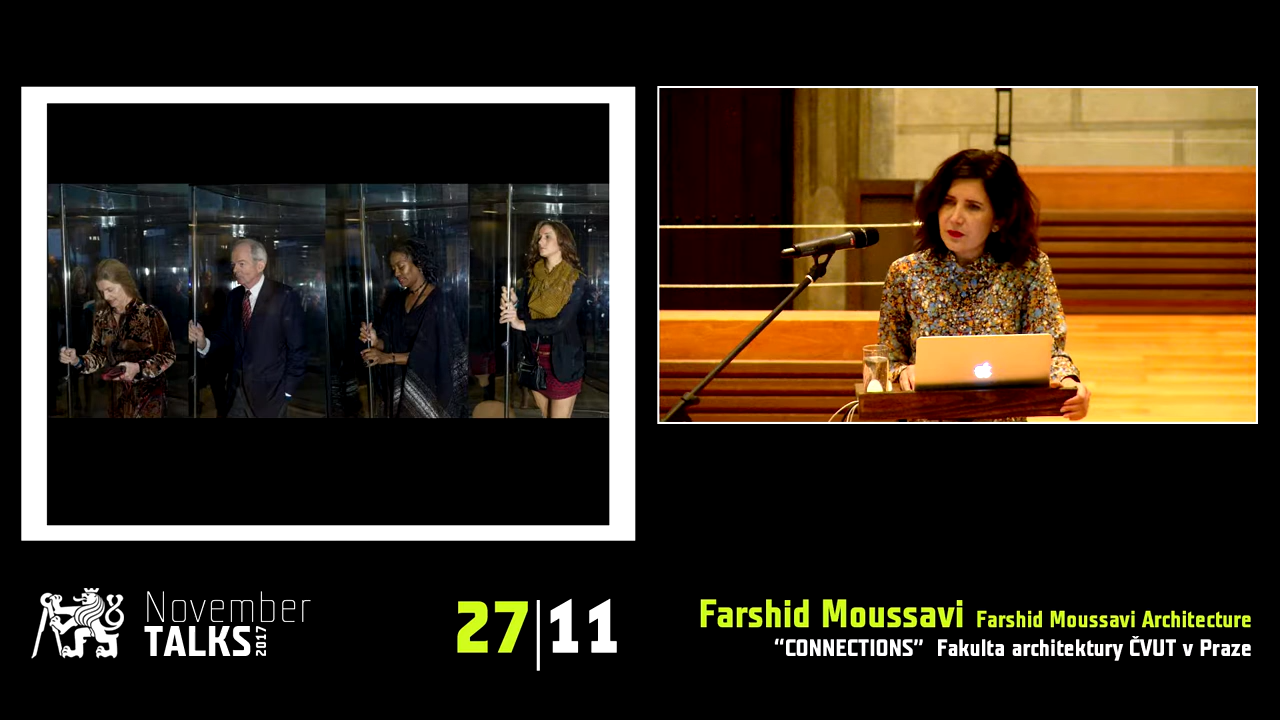 November
TALKS 2017
27|11
Farshid Moussavi Farshid Moussavi Architecture
“CONNECTIONS” Fakulta architektury ČVUT v Praze